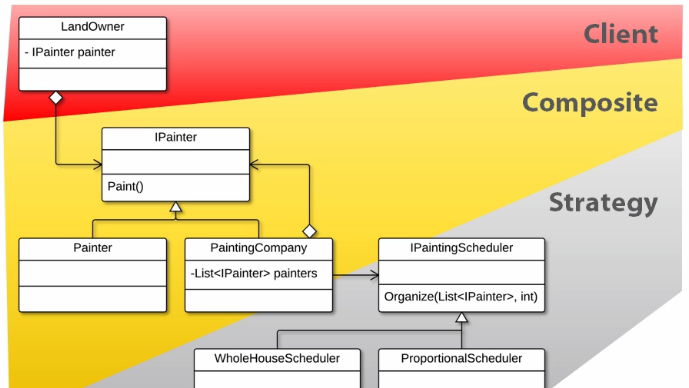 LandOwner
- IPainter painter
Client
Composite
IPainter
Paint()
Strategy
Painter
PaintingCompany
-List<IPainter> painters
IPaintingScheduler
Organize(List<IPainter>, int)
WholeHouseScheduler
ProportionalScheduler